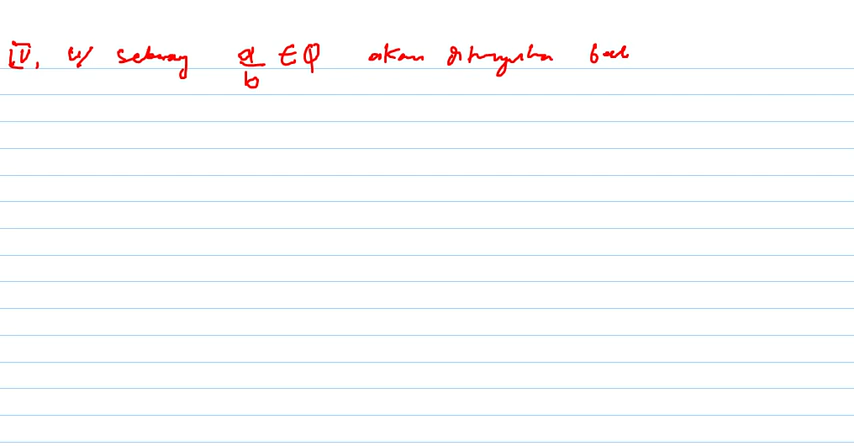 iv. u/ sebarang a/b ∈ Q akan ditunjukkan